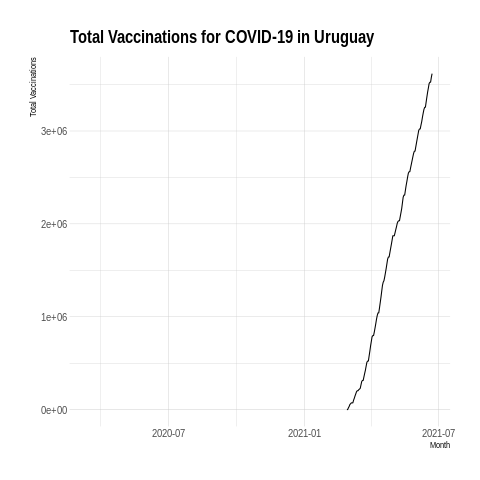 Total Vaccinations for COVID-19 in Uruguay
Total Vaccinations
3e+06
2e+06
1e+06
0e+00
2020-07
2021-01
2021-07
Month